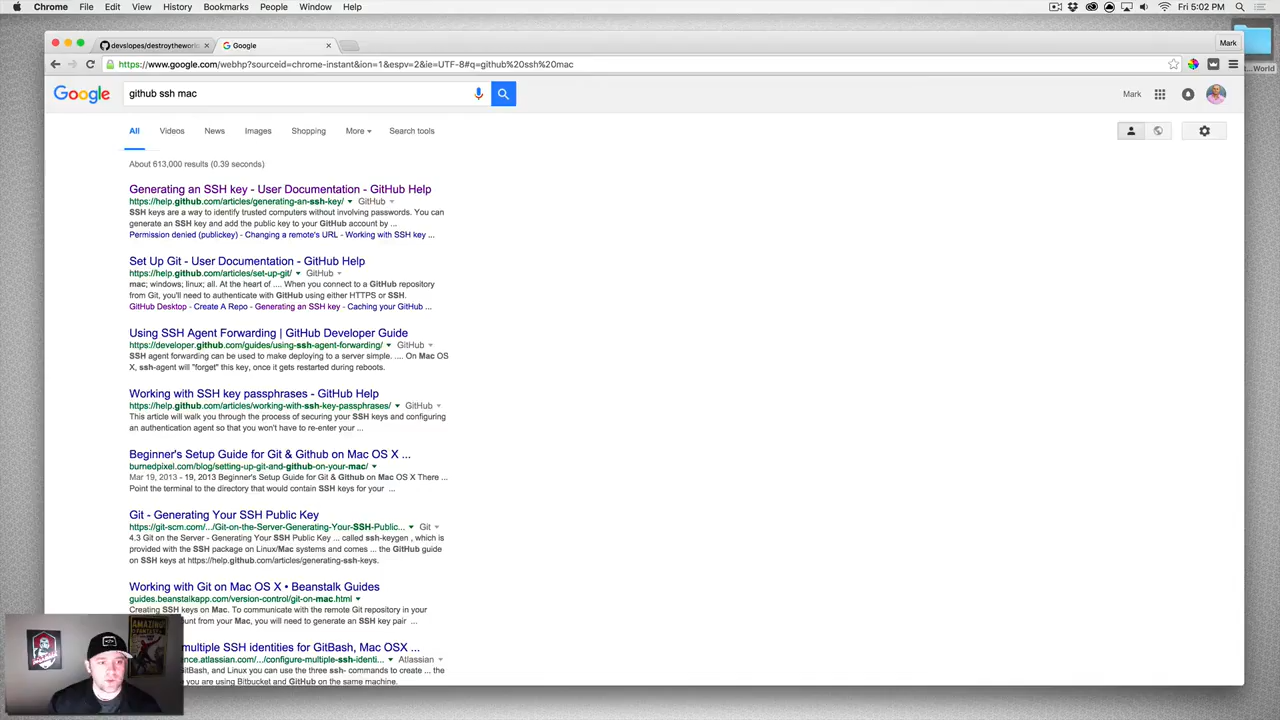 Chrome File Edit View History Bookmarks People Window Help Fri 5:02 PM
devslopes/destroytheworld Google Mark
https://www.google.com/webhp?sourceid=chrome-instant&ion=1&espv=2&ie=UTF-8#q=github%20ssh%20mac
...World
Google github ssh mac Mark
All Videos News Images Shopping More Search tools
About 613,000 results (0.39 seconds)
Generating an SSH key - User Documentation - GitHub Help
https://help.github.com/articles/generating-an-ssh-key/ GitHub
SSH keys are a way to identify trusted computers without involving passwords. You can
generate an SSH key and add the public key to your GitHub account by ...
Permission denied (publickey) - Changing a remote's URL - Working with SSH key ...
Set Up Git - User Documentation - GitHub Help
https://help.github.com/articles/set-up-git/ GitHub
mac; windows; linux; all. At the heart of .... When you connect to a GitHub repository
from Git, you'll need to authenticate with GitHub using either HTTPS or SSH.
GitHub Desktop - Create A Repo - Generating an SSH key - Caching your GitHub ...
Using SSH Agent Forwarding | GitHub Developer Guide
https://developer.github.com/guides/using-ssh-agent-forwarding/ GitHub
SSH agent forwarding can be used to make deploying to a server simple. .... On Mac OS
X, ssh-agent will "forget" this key, once it gets restarted during reboots.
Working with SSH key passphrases - GitHub Help
https://help.github.com/articles/working-with-ssh-key-passphrases/ GitHub
This article will walk you through the process of securing your SSH keys and configuring
an authentication agent so that you won't have to re-enter your ...
Beginner's Setup Guide for Git & Github on Mac OS X ...
burnedpixel.com/blog/setting-up-git-and-github-on-your-mac/
Mar 19, 2013 - 19, 2013 Beginner's Setup Guide for Git & Github on Mac OS X There ...
Point the terminal to the directory that would contain SSH keys for your ...
Git - Generating Your SSH Public Key
https://git-scm.com/.../Git-on-the-Server-Generating-Your-SSH-Public... Git
4.3 Git on the Server - Generating Your SSH Public Key ... called ssh-keygen , which is
provided with the SSH package on Linux/Mac systems and comes ... the GitHub guide
on SSH keys at https://help.github.com/articles/generating-ssh-keys.
Working with Git on Mac OS X • Beanstalk Guides
guides.beanstalkapp.com/version-control/git-on-mac.html
Creating SSH keys on Mac. To communicate with the remote Git repository in your
ount from your Mac, you will need to generate an SSH key pair ...
multiple SSH identities for GitBash, Mac OSX ...
nce.atlassian.com/.../configure-multiple-ssh-identi... Atlassian
itBash, and Linux you can use the three ssh- commands to create ... the
e you are using Bitbucket and GitHub on the same machine.
AMAZING